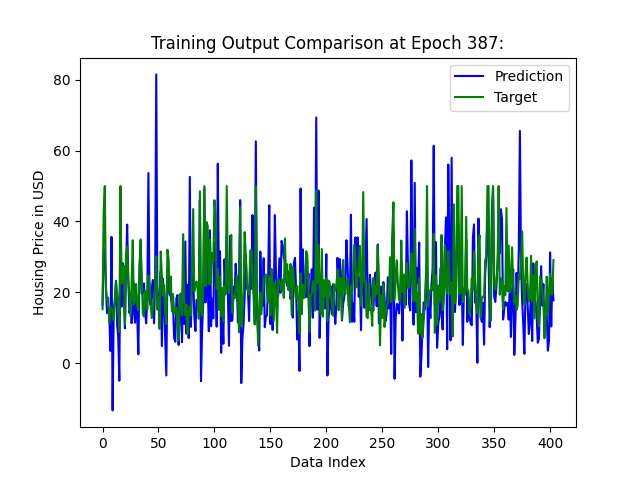 Training Output Comparison at Epoch 387:
Prediction
Target
Housing Price in USD
80
60
40
20
0
0 50 100 150 200 250 300 350 400
Data Index